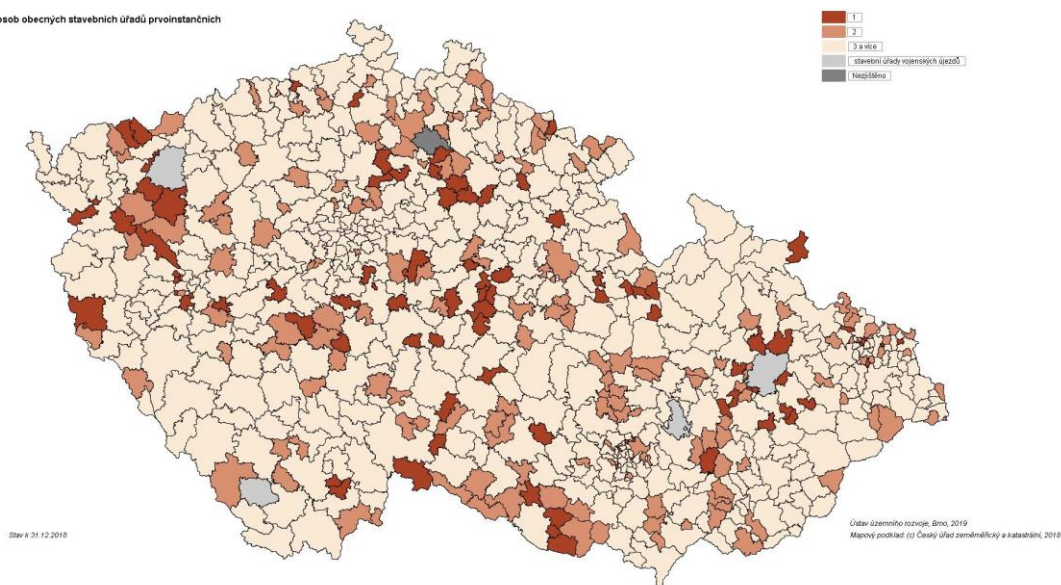 osob obecných stavebních úřadů prvoinstančních
1
2
3 a více
stavební úřady vojenských újezdů
Nezjištěno
Stav k 31.12.2018
Ústav územního rozvoje, Brno, 2019
Mapový podklad: (c) Český úřad zeměměřický a katastrální, 2018